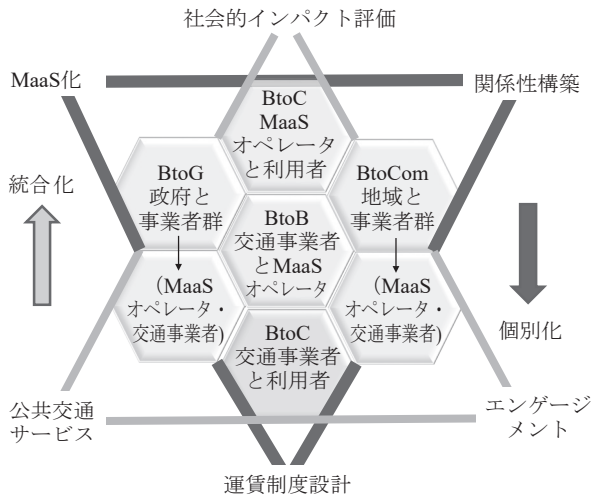 社会的インパクト評価
MaaS化
関係性構築
BtoC
MaaS
オペレータ
と利用者
BtoG
政府と
事業者群
BtoCom
地域と
事業者群
統合化
BtoB
交通事業者
とMaaS
オペレータ
（MaaS
オペレータ・
交通事業者)
（MaaS
オペレータ・
交通事業者)
個別化
BtoC
交通事業者
と利用者
公共交通
サービス
エンゲージ
メント
運賃制度設計